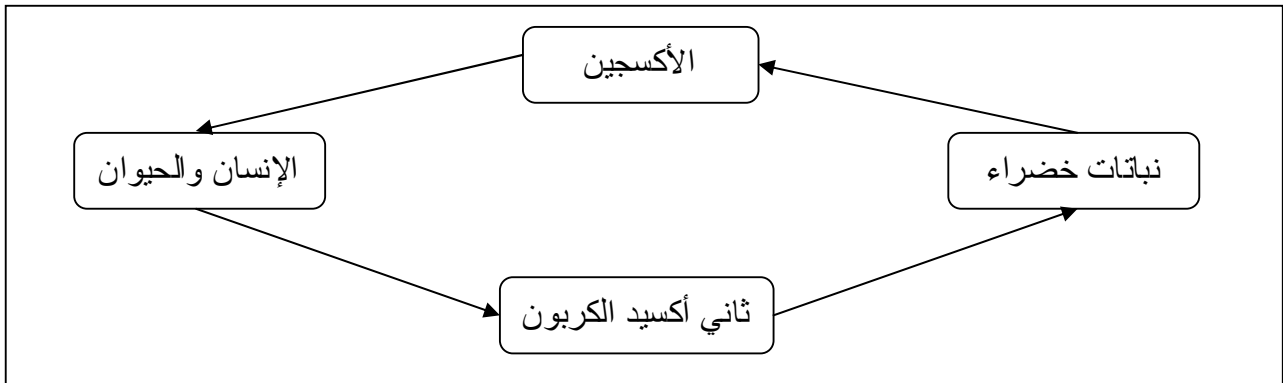 الأكسجين
نباتات خضراء
الإنسان والحيوان
ثاني أكسيد الكربون